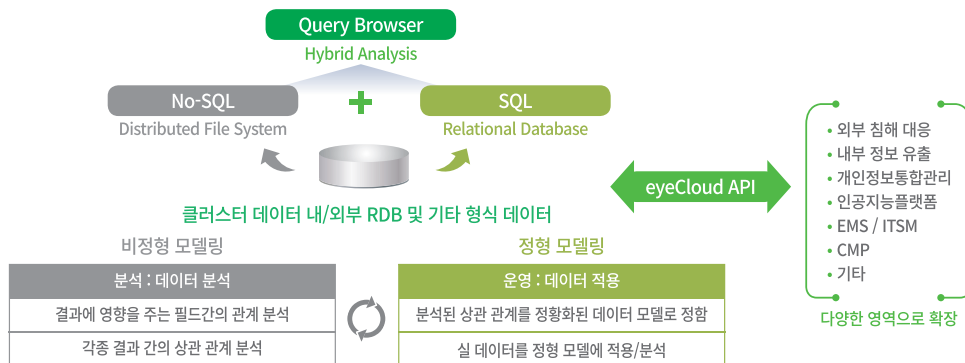 Query Browser
Hybrid Analysis
No-SQL
SQL
Distributed File System
Relational Database
클러스터 데이터 내/외부 RDB 및 기타 형식 데이터
eyeCloud API
• 외부 침해 대응
• 내부 정보 유출
• 개인정보통합관리
• 인공지능플랫폼
• EMS / ITSM
• CMP
• 기타
다양한 영역으로 확장
비정형 모델링
분석 : 데이터 분석
결과에 영향을 주는 필드간의 관계 분석
각종 결과 간의 상관 관계 분석
정형 모델링
운영 : 데이터 적용
분석된 상관 관계를 정황화된 데이터 모델로 정함
실 데이터를 정형 모델에 적용/분석